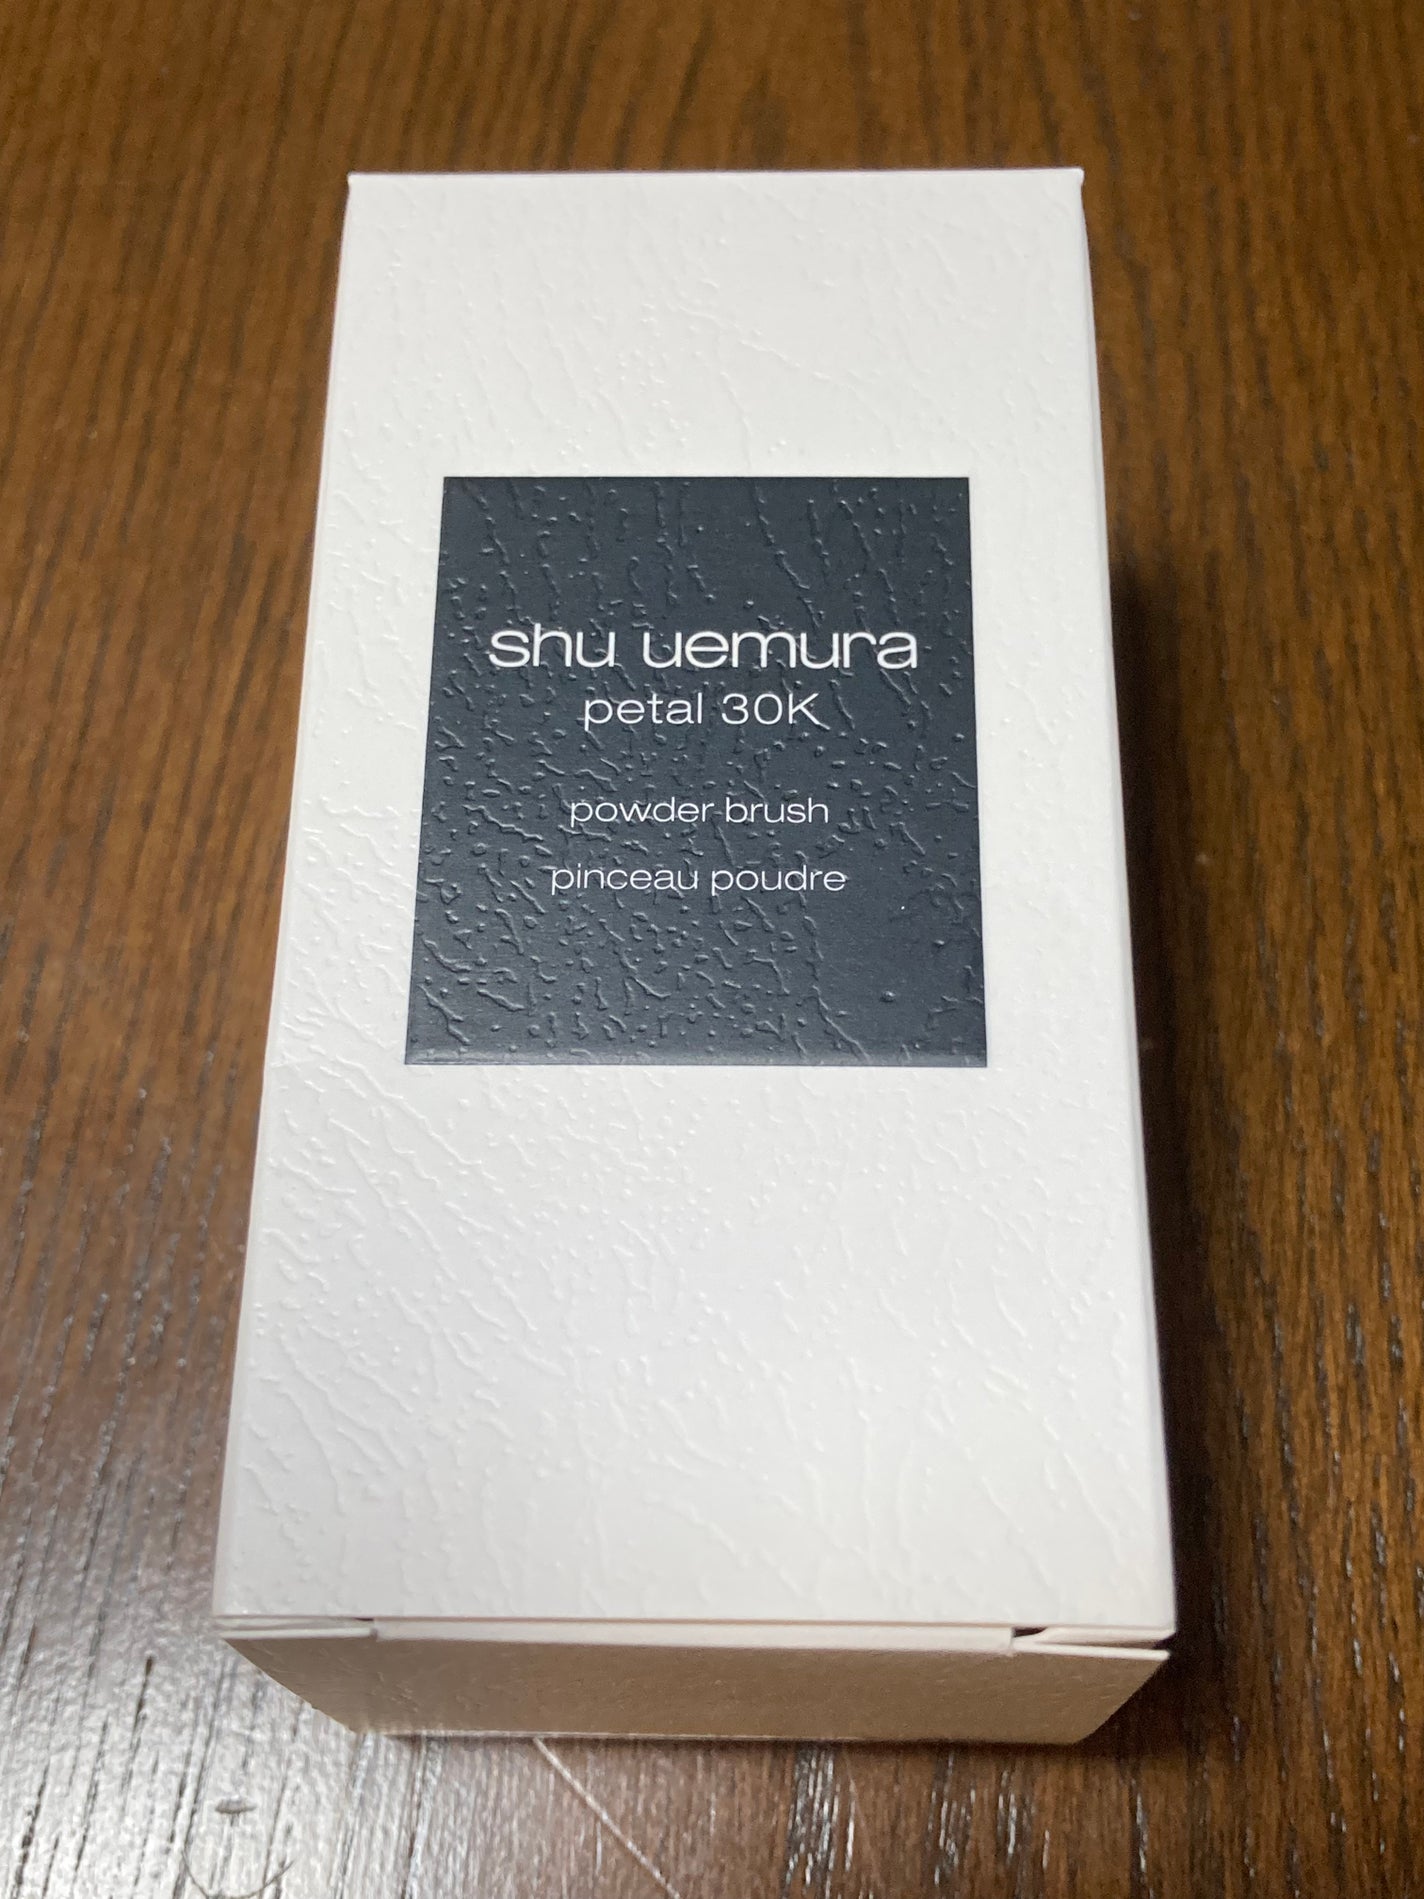 shu uemura
petal 30K
powder brush
pinceau poudre